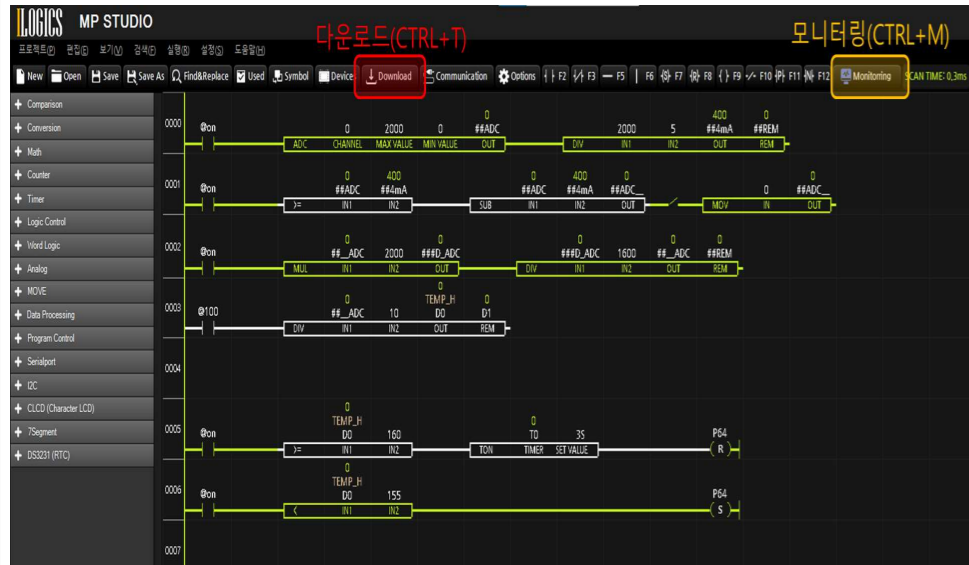 ILOGICS MP STUDIO
다운로드(CTRL+T)
모니터링(CTRL+M)
프로젝트(P) 편집(E) 보기(V) 검색(F) 실행(R) 설정(S) 도움말(H)
New Open Save Save As Find&Replace Used Symbol Device Download Communication Options F2 F3 F5 F6 F7 F8 F9 F10 F11 F12 Monitoring SCAN TIME: 0,3ms
+ Comparison
+ Conversion
+ Math
+ Counter
+ Timer
+ Logic Control
+ Word Logic
+ Analog
+ MOVE
+ Data Processing
+ Program Control
+ Serialport
+ I2C
+ CLCD (Character LCD)
+ 7Segment
+ DS3231 (RTC)
0 400 0
0000 @on 0 2000 0 ##ADC 2000 5 ##4mA ##REM
ADC CHANNEL MAX VALUE MIN VALUE OUT DIV IN1 IN2 OUT REM
0 400 0 400 0 0
0001 @on ##ADC ##4mA ##ADC ##4mA ##ADC__ 0 ##ADC__
>= IN1 IN2 SUB IN1 IN2 OUT MOV IN OUT
0 0 0 0 0
0002 @on ##__ADC 2000 ###D_ADC ###D_ADC 1600 ##__ADC ##REM
MUL IN1 IN2 OUT DIV IN1 IN2 OUT REM
0
0 TEMP_H 0
0003 @100 ##__ADC 10 D0 D1
DIV IN1 IN2 OUT REM
0004
0
TEMP_H 0
0005 @on D0 160 T0 3S P64
>= IN1 IN2 TON TIMER SET VALUE ( R )
0
TEMP_H
0006 @on D0 155 P64
< IN1 IN2 ( S )
0007